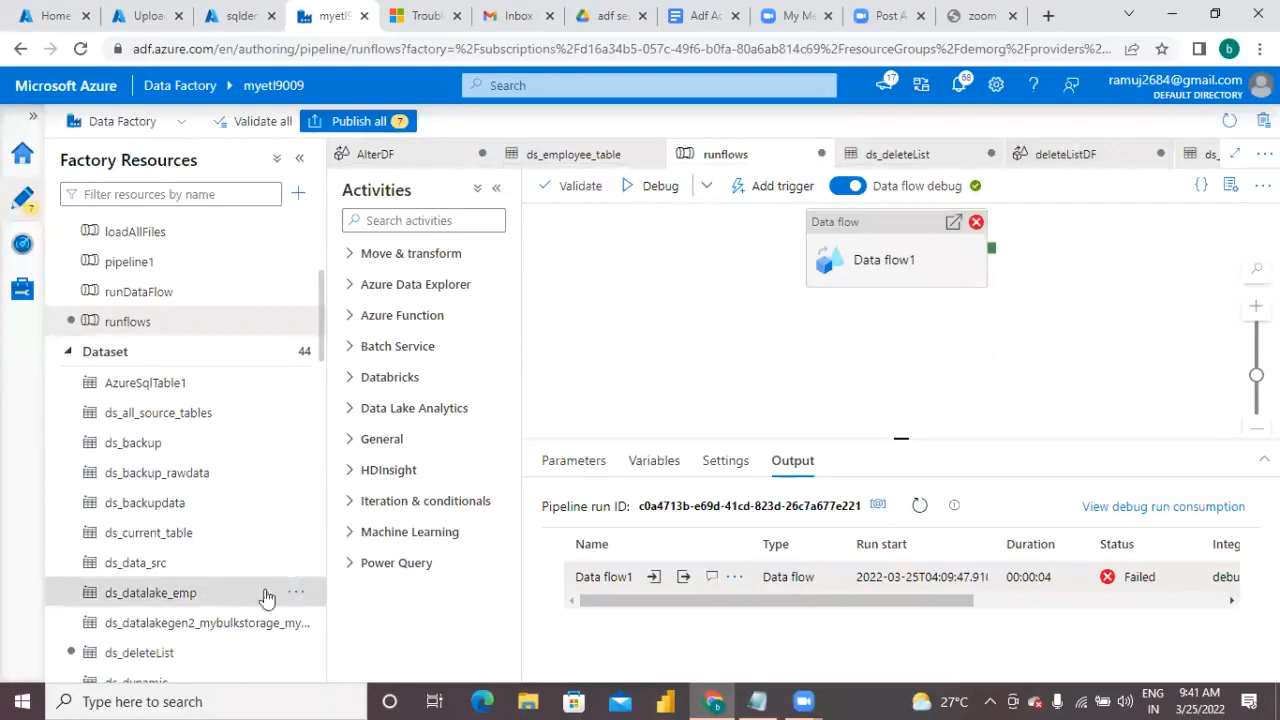 Home
Upload
sqlder
myetl9
Troubl
Inbox
adf se
Adf Ac
My Me
Post A
zoom
adf.azure.com/en/authoring/pipeline/runflows?factory=%2Fsubscriptions%2Fd16a34b5-057c-49f6-b0fa-80a6ab814c69%2FresourceGroups%2Fdemorg%2Fproviders%2...
b
Microsoft Azure
Data Factory
myetl9009
Search
17
68
ramuj2684@gmail.com
DEFAULT DIRECTORY
Data Factory
Validate all
Publish all 7
Factory Resources
AlterDF
ds_employee_table
runflows
ds_deleteList
deleteListDF
ds_
Filter resources by name
Activities
Validate
Debug
Add trigger
Data flow debug
7
Search activities
Data flow
Data flow1
loadAllFiles
pipeline1
runDataFlow
runflows
Dataset 44
AzureSqlTable1
ds_all_source_tables
ds_backup
ds_backup_rawdata
ds_backupdata
ds_current_table
ds_data_src
ds_datalake_emp
ds_datalakegen2_mybulkstorage_my...
ds_deleteList
ds_dynamic
Move & transform
Azure Data Explorer
Azure Function
Batch Service
Databricks
Data Lake Analytics
General
HDInsight
Iteration & conditionals
Machine Learning
Power Query
Parameters
Variables
Settings
Output
Pipeline run ID: c0a4713b-e69d-41cd-823d-26c7a677e221
View debug run consumption
Name
Type
Run start
Duration
Status
Integ
Data flow1
Data flow
2022-03-25T04:09:47.910
00:00:04
Failed
debu
Type here to search
27°C
ENG
IN
9:41 AM
3/25/2022